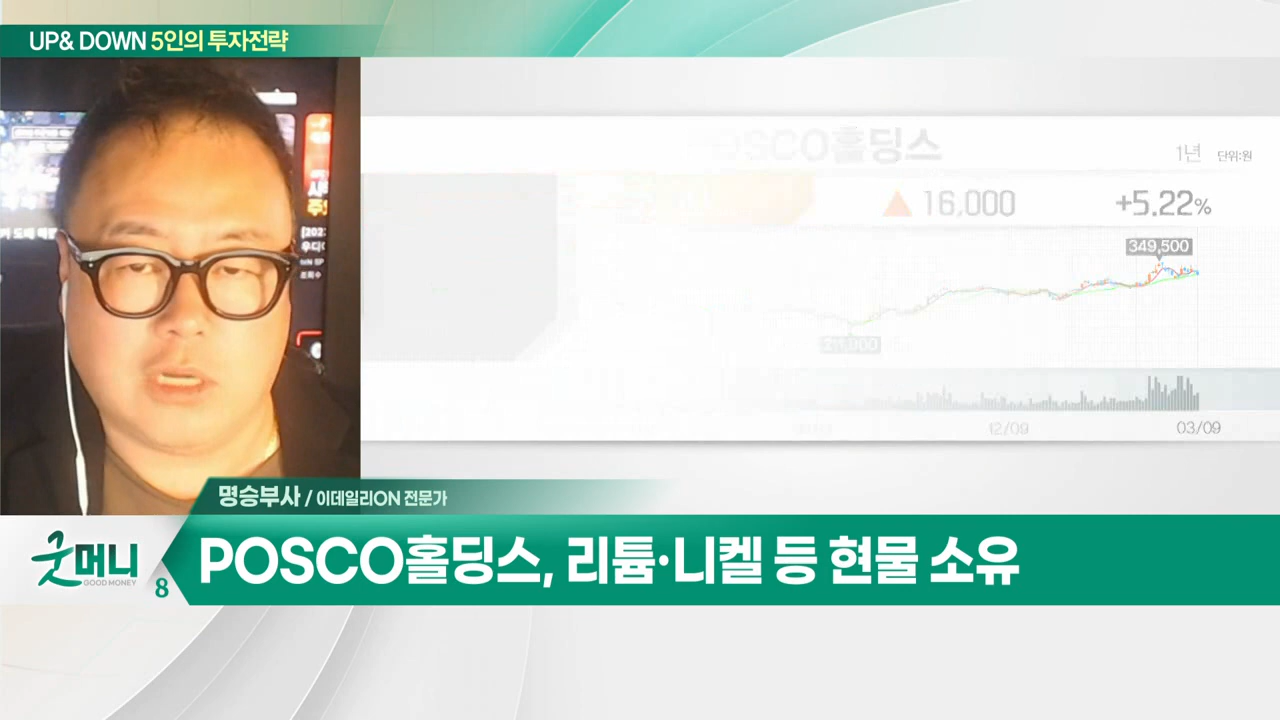 UP& DOWN 5인의 투자전략
POSCO홀딩스
1년 단위:원
▲ 16,000 +5.22%
349,500
12/09
03/09
명승부사 / 이데일리ON 전문가
굿머니
GOOD MONEY
8
POSCO홀딩스, 리튬·니켈 등 현물 소유